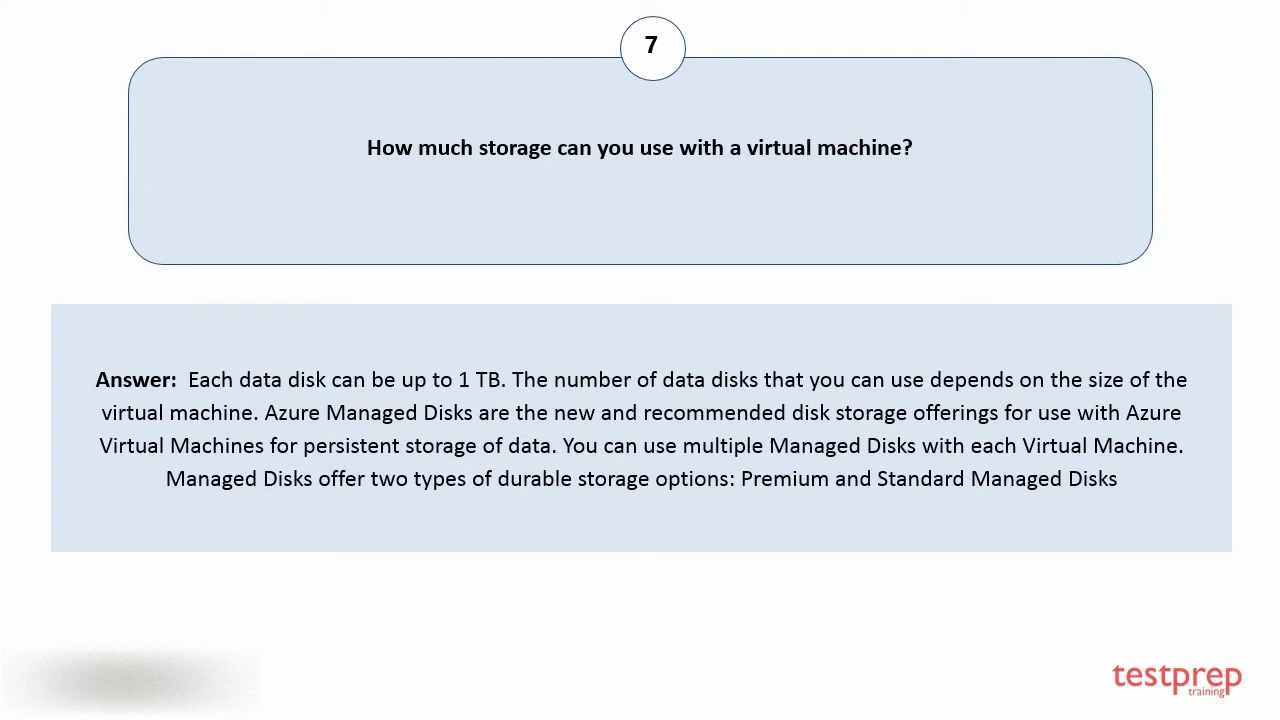 7
How much storage can you use with a virtual machine?
Answer:  Each data disk can be up to 1 TB. The number of data disks that you can use depends on the size of the
virtual machine. Azure Managed Disks are the new and recommended disk storage offerings for use with Azure
Virtual Machines for persistent storage of data. You can use multiple Managed Disks with each Virtual Machine.
Managed Disks offer two types of durable storage options: Premium and Standard Managed Disks
testprep
training